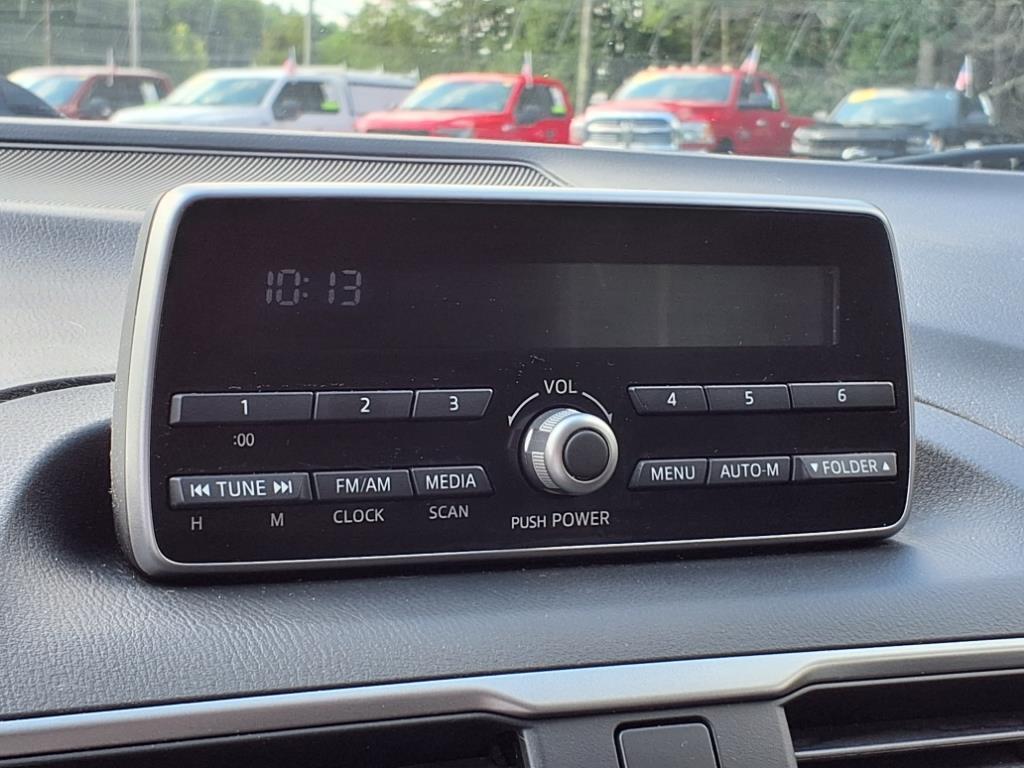 10:13
VOL
1 2 3 4 5 6
:00
⏮ TUNE ⏭ FM/AM MEDIA MENU AUTO-M ▼ FOLDER ▲
H M CLOCK SCAN PUSH POWER